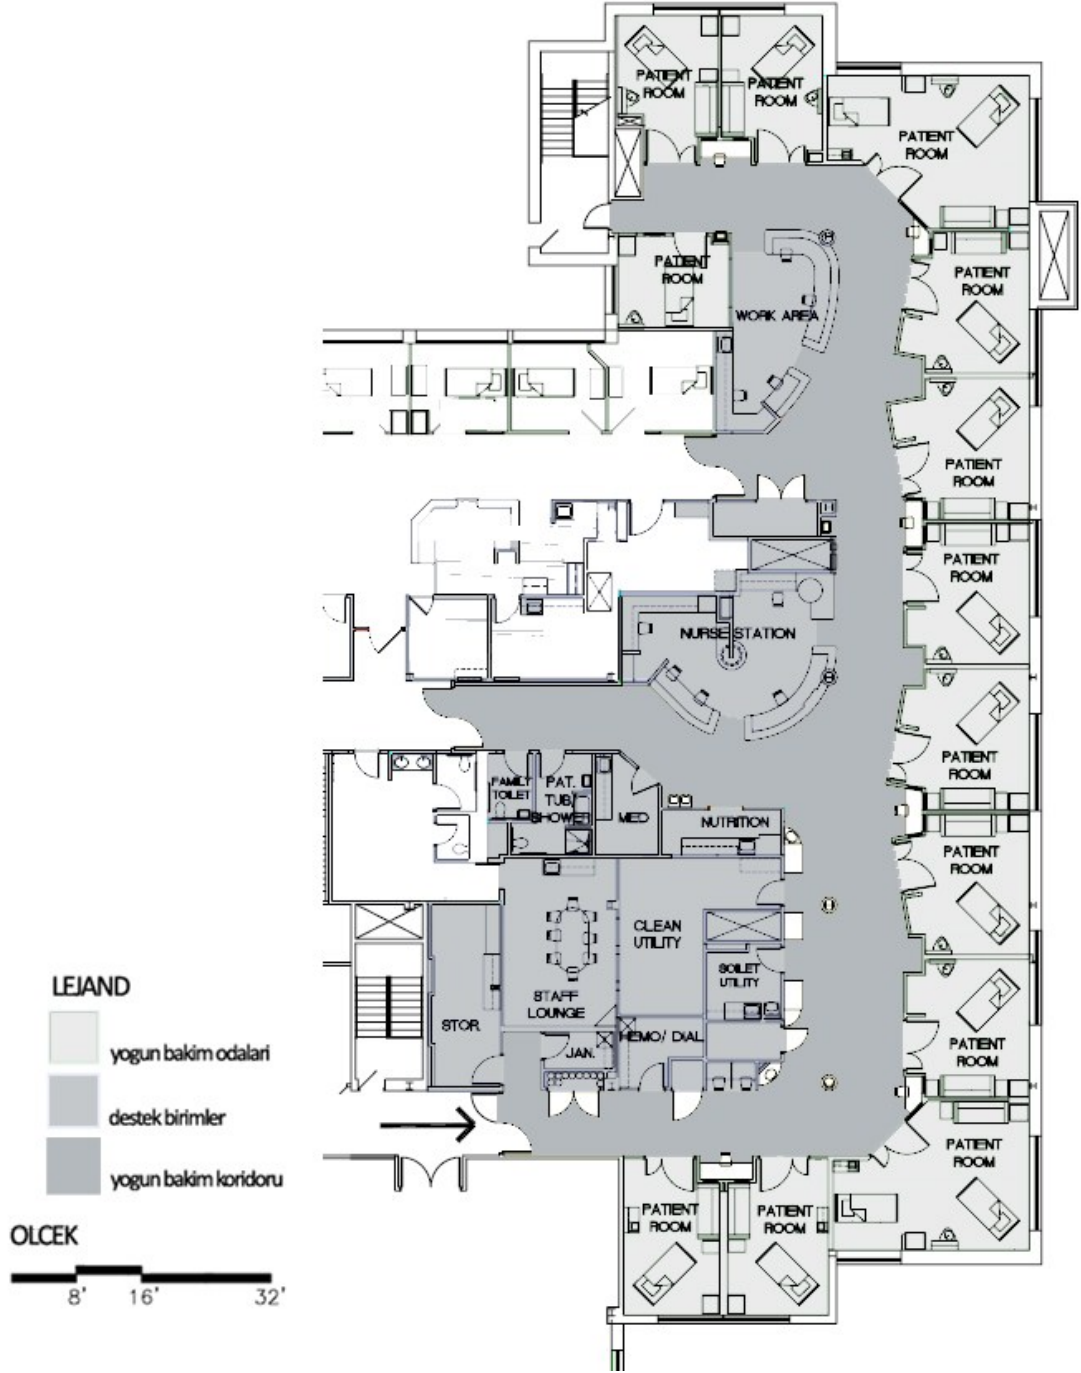 PATIENT
ROOM
PATIENT
ROOM
PATIENT
ROOM
PATIENT
ROOM
PATIENT
ROOM
WORK AREA
PATIENT
ROOM
PATIENT
ROOM
NURSE STATION
PATIENT
ROOM
FAMILY
TOILET
PAT.
TUB/
SHOWER
MED
NUTRITION
PATIENT
ROOM
CLEAN
UTILITY
SOILET
UTILITY
STAFF
LOUNGE
STOR.
JAN.
HEMO/ DIAL
PATIENT
ROOM
PATIENT
ROOM
PATIENT
ROOM
PATIENT
ROOM
LEJAND
yogun bakim odalari
destek birimler
yogun bakim koridoru
OLCEK
8' 16' 32'